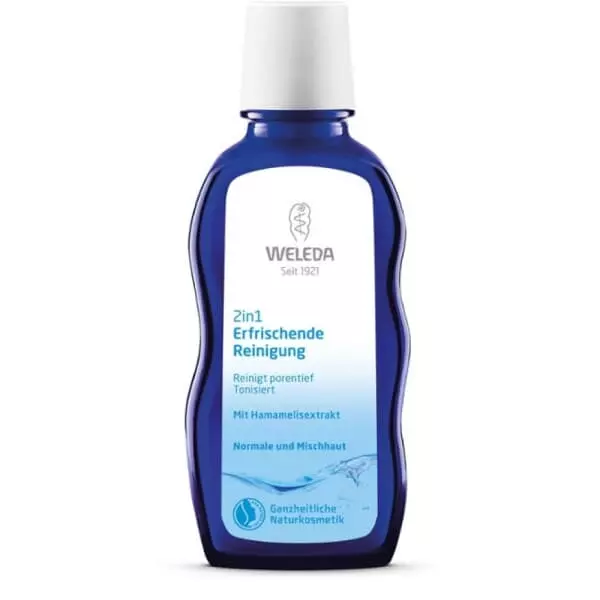 WELEDA
Seit 1921
2in1
Erfrischende
Reinigung
Reinigt porentief
Tonisiert
Mit Hamamelisextrakt
Normale und Mischhaut
Ganzheitliche
Naturkosmetik